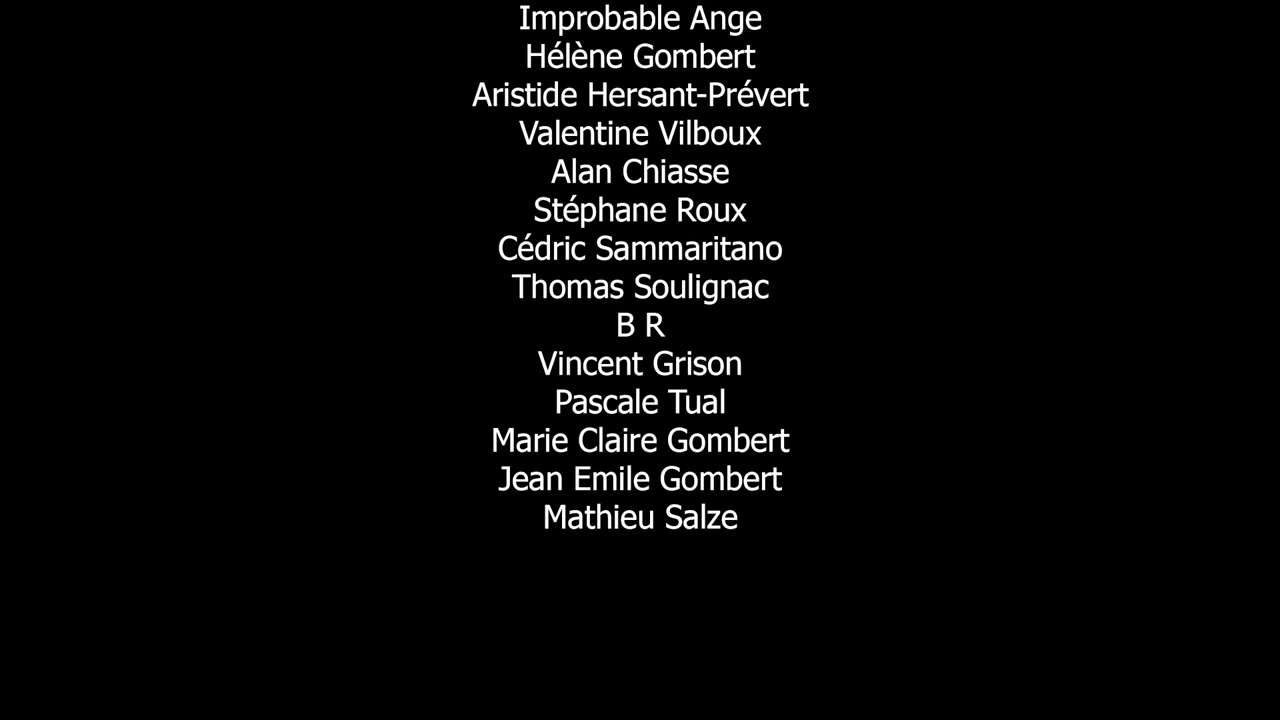 Improbable Ange
Hélène Gombert
Aristide Hersant-Prévert
Valentine Vilboux
Alan Chiasse
Stéphane Roux
Cédric Sammaritano
Thomas Soulignac
B R
Vincent Grison
Pascale Tual
Marie Claire Gombert
Jean Emile Gombert
Mathieu Salze